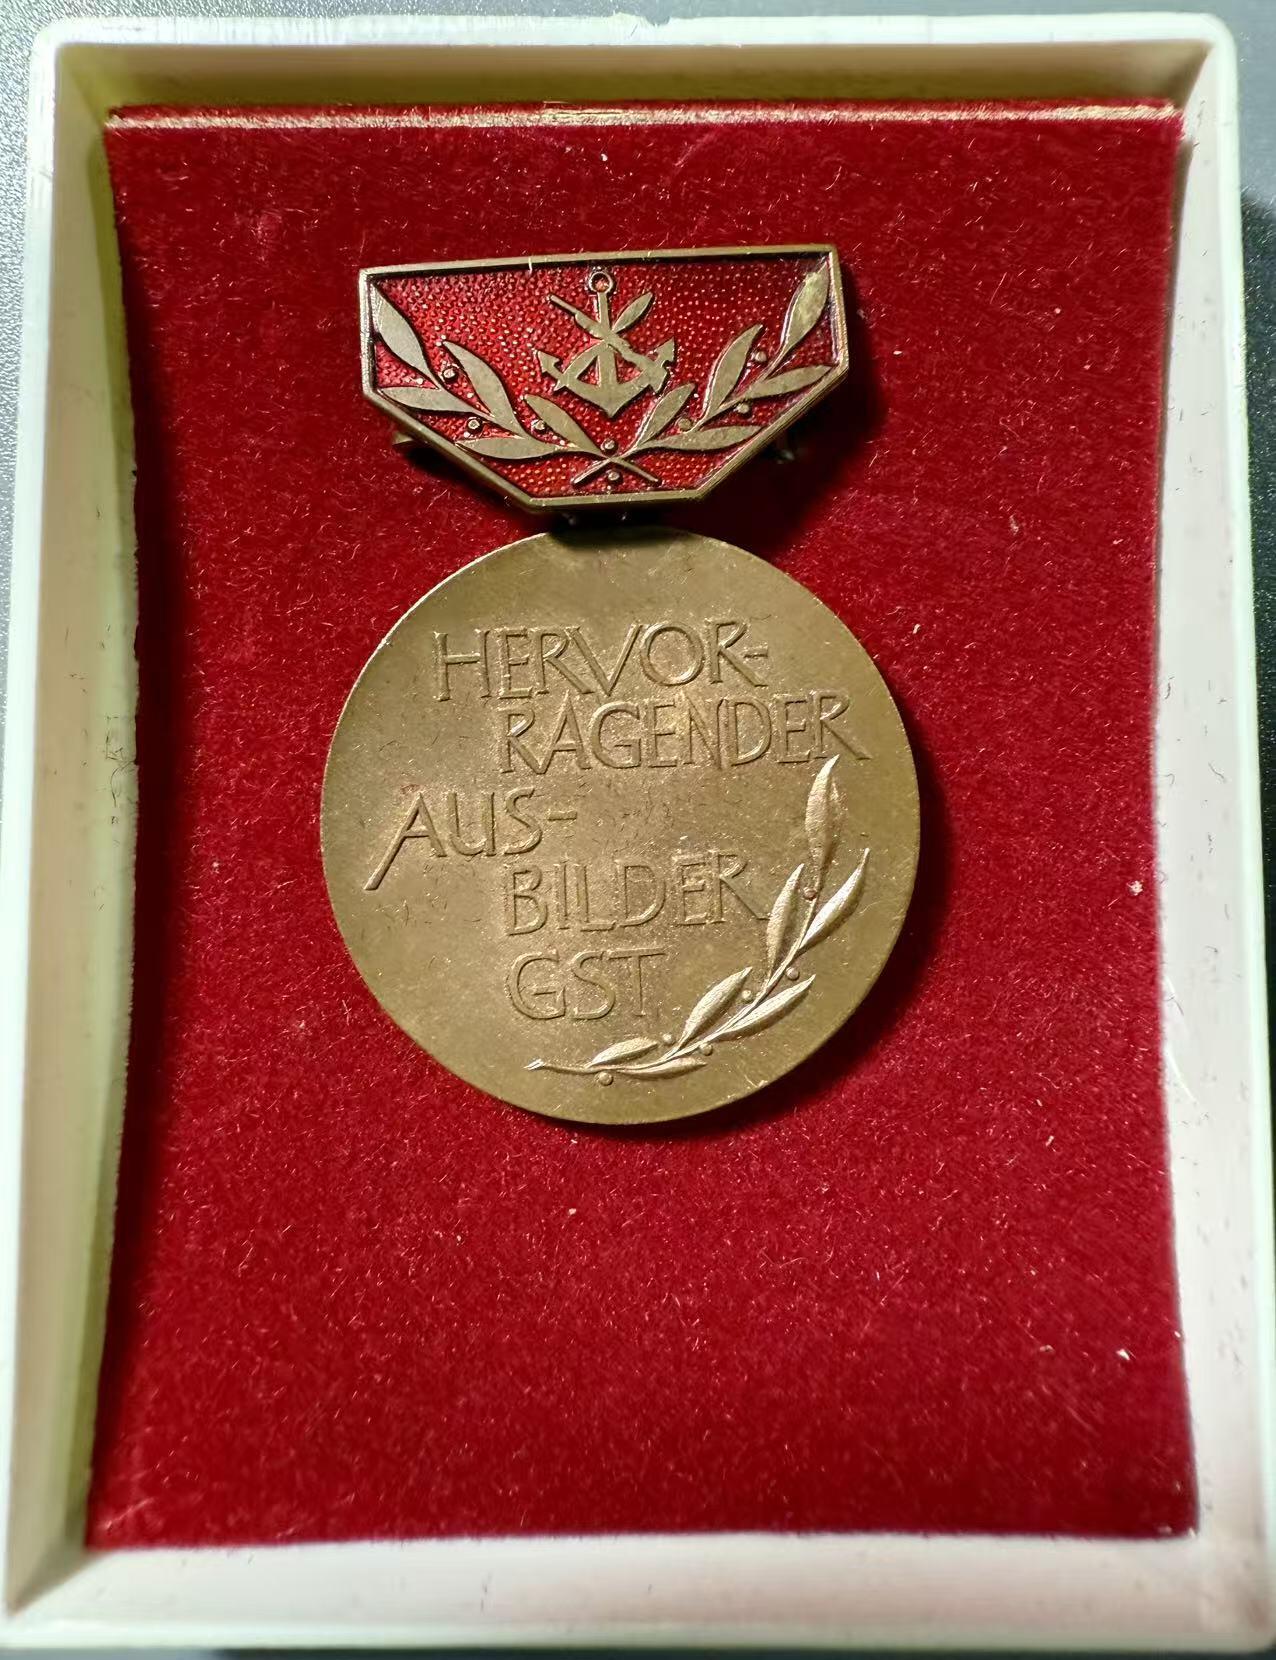 HERVOR-
RAGENDER
AUS-
BILDER
GST